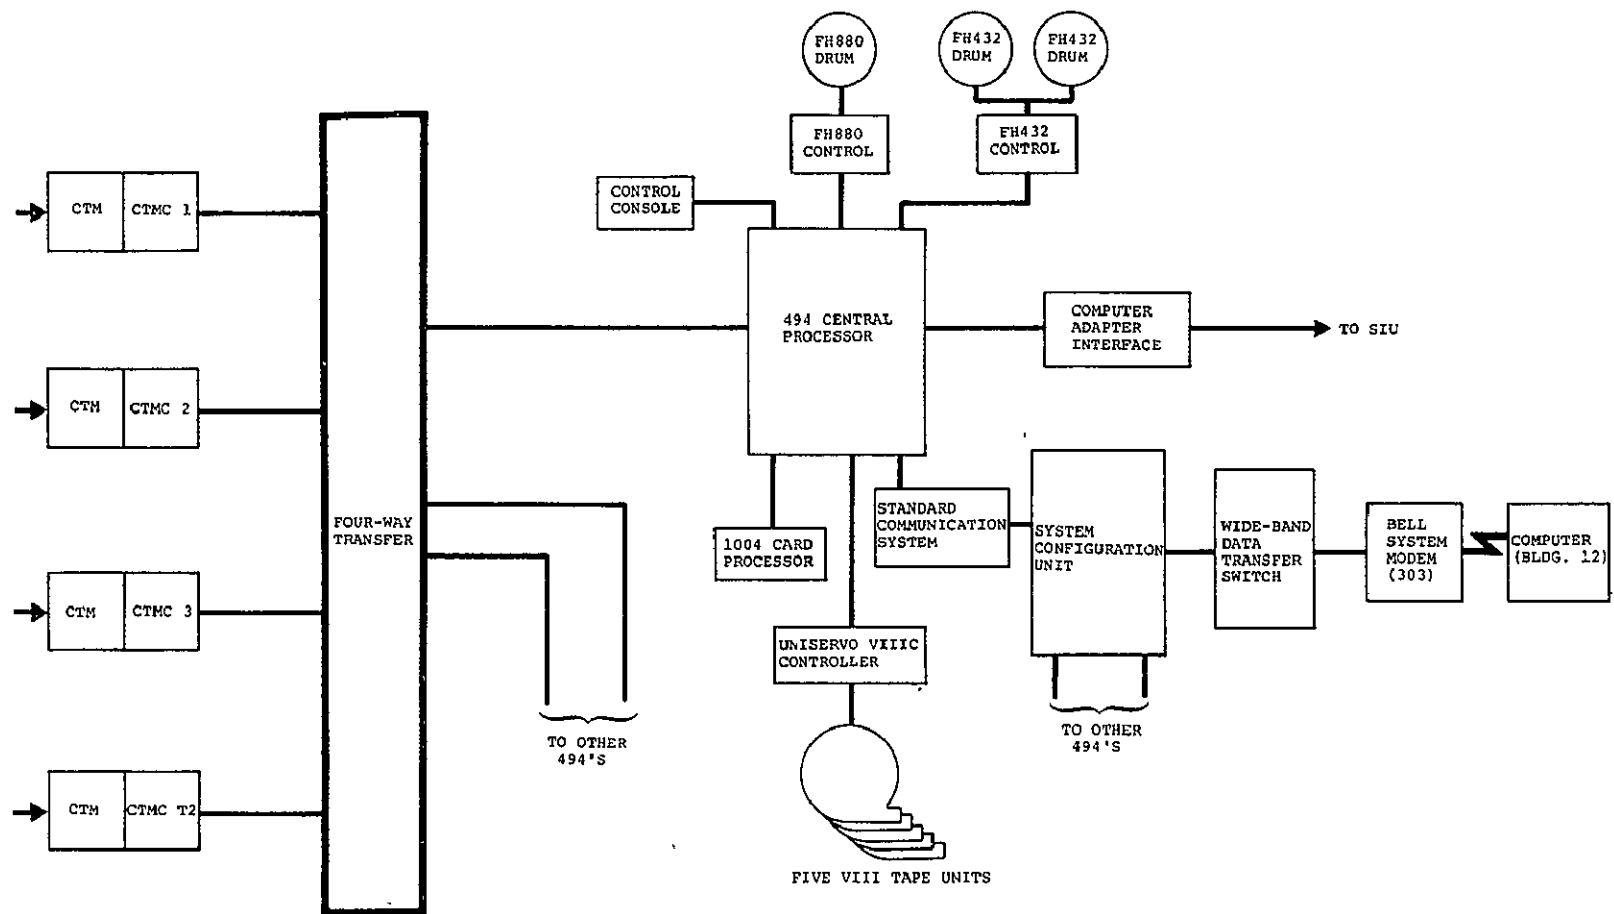 FH880
DRUM
FH432
DRUM
FH432
DRUM
FH880
CONTROL
FH432
CONTROL
CONTROL
CONSOLE
CTM
CTMC 1
494 CENTRAL
PROCESSOR
COMPUTER
ADAPTER
INTERFACE
TO SIU
CTM
CTMC 2
FOUR-WAY
TRANSFER
1004 CARD
PROCESSOR
STANDARD
COMMUNICATION
SYSTEM
SYSTEM
CONFIGURATION
UNIT
WIDE-BAND
DATA
TRANSFER
SWITCH
BELL
SYSTEM
MODEM
(303)
COMPUTER
(BLDG. 12)
CTM
CTMC 3
UNISERVO VIIIC
CONTROLLER
TO OTHER
494'S
TO OTHER
494'S
CTM
CTMC T2
FIVE VIII TAPE UNITS